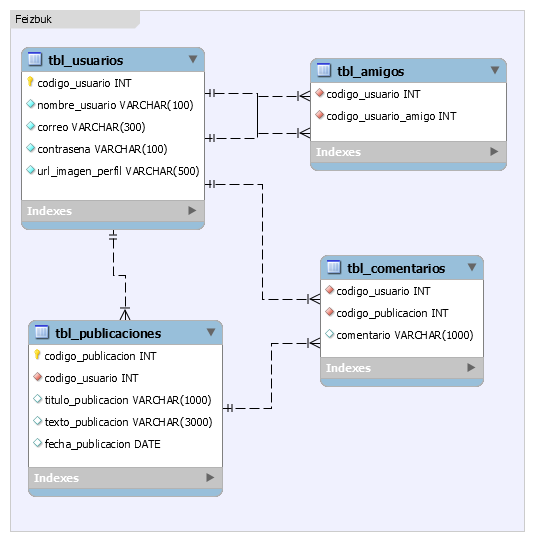 Feizbuk
tbl_usuarios
codigo_usuario INT
nombre_usuario VARCHAR(100)
correo VARCHAR(300)
contrasena VARCHAR(100)
url_imagen_perfil VARCHAR(500)
Indexes
tbl_amigos
codigo_usuario INT
codigo_usuario_amigo INT
Indexes
tbl_comentarios
codigo_usuario INT
codigo_publicacion INT
comentario VARCHAR(1000)
Indexes
tbl_publicaciones
codigo_publicacion INT
codigo_usuario INT
titulo_publicacion VARCHAR(1000)
texto_publicacion VARCHAR(3000)
fecha_publicacion DATE
Indexes